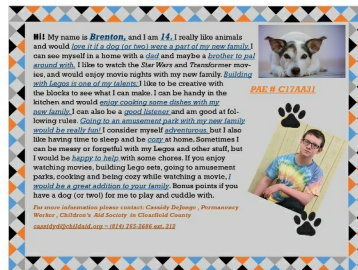 Hi! My name is Brenton, and I am 14. I really like animals
and would love it if a dog (or two) were a part of my new family. I
can see myself in a home with a dad and maybe a brother to pal
around with. I like to watch the Star Wars and Transformer mov-
ies, and would enjoy movie nights with my new family. Building
with Legos is one of my talents; I like to be creative with
the blocks to see what I can make. I can be handy in the
kitchen and would enjoy cooking some dishes with my
new family. I can also be a good listener and am good at fol-
lowing rules. Going to an amusement park with my new family
would be really fun! I consider myself adventurous, but I also
like having time to sleep and be cozy at home. Sometimes I
can be messy or forgetful with my Legos and other stuff, but
I would be happy to help with some chores. If you enjoy
watching movies, building Lego sets, going to amusement
parks, cooking and being cozy while watching a movie, I
would be a great addition to your family. Bonus points if you
have a dog (or two) for me to play and cuddle with.
For more information please contact: Cassidy DeJonge, Permanency
Worker, Children's Aid Society in Clearfield County
PAE # C17AA31